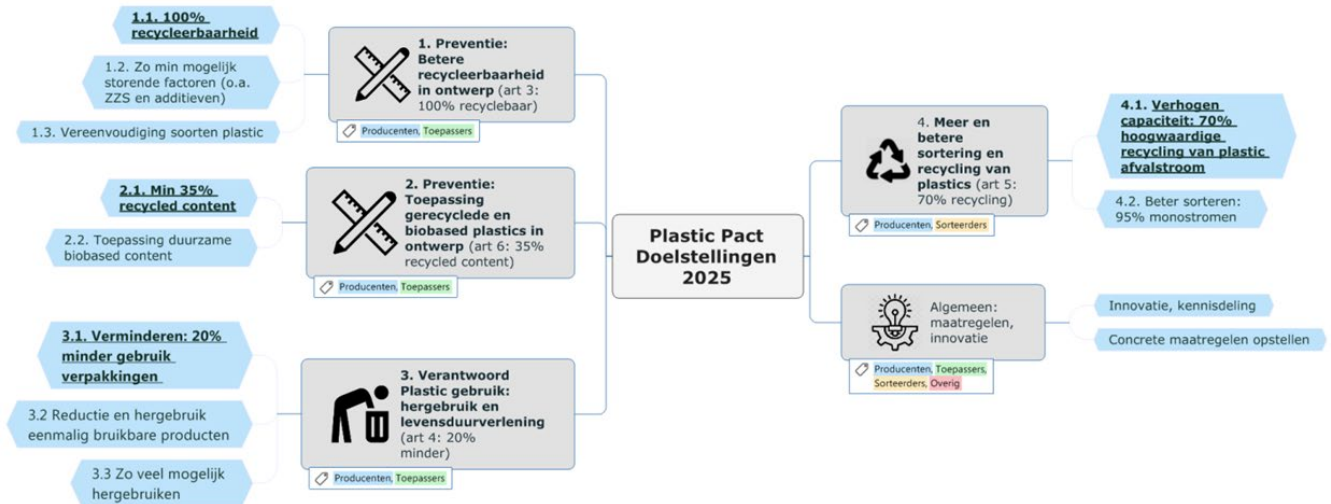 1.1. 100%
recycleerbaarheid
1.2. Zo min mogelijk
storende factoren (o.a.
ZZS en additieven)
1.3. Vereenvoudiging soorten plastic
1. Preventie:
Betere
recycleerbaarheid
in ontwerp (art 3:
100% recyclebaar)
Producenten, Toepassers
2.1. Min 35%
recycled content
2.2. Toepassing duurzame
biobased content
2. Preventie:
Toepassing
gerecyclede en
biobased plastics in
ontwerp (art 6: 35%
recycled content)
Producenten, Toepassers
3.1. Verminderen: 20%
minder gebruik
verpakkingen
3.2 Reductie en hergebruik
eenmalig bruikbare producten
3.3 Zo veel mogelijk
hergebruiken
3. Verantwoord
Plastic gebruik:
hergebruik en
levensduurverlening
(art 4: 20%
minder)
Producenten, Toepassers
Plastic Pact
Doelstellingen
2025
4. Meer en
betere
sortering en
recycling van
plastics (art 5:
70% recycling)
Producenten, Sorteerders
4.1. Verhogen
capaciteit: 70%
hoogwaardige
recycling van plastic
afvalstroom
4.2. Beter sorteren:
95% monostromen
Algemeen:
maatregelen,
innovatie
Producenten, Toepassers,
Sorteerders, Overig
Innovatie, kennisdeling
Concrete maatregelen opstellen